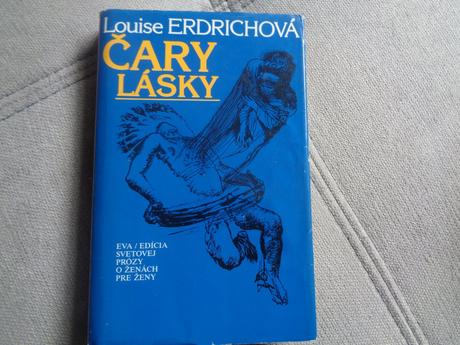 Louise ERDRICHOVÁ
ČARY
LÁSKY
EVA / EDÍCIA
SVETOVEJ
PRÓZY
O ŽENÁCH
PRE ŽENY